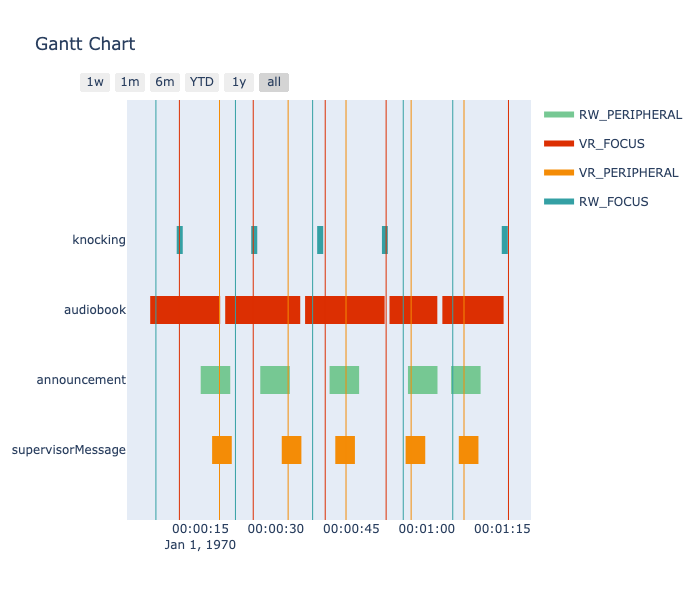 Gantt Chart
1w 1m 6m YTD 1y all
RW_PERIPHERAL
VR_FOCUS
VR_PERIPHERAL
RW_FOCUS
knocking
audiobook
announcement
supervisorMessage
00:00:15 00:00:30 00:00:45 00:01:00 00:01:15
Jan 1, 1970